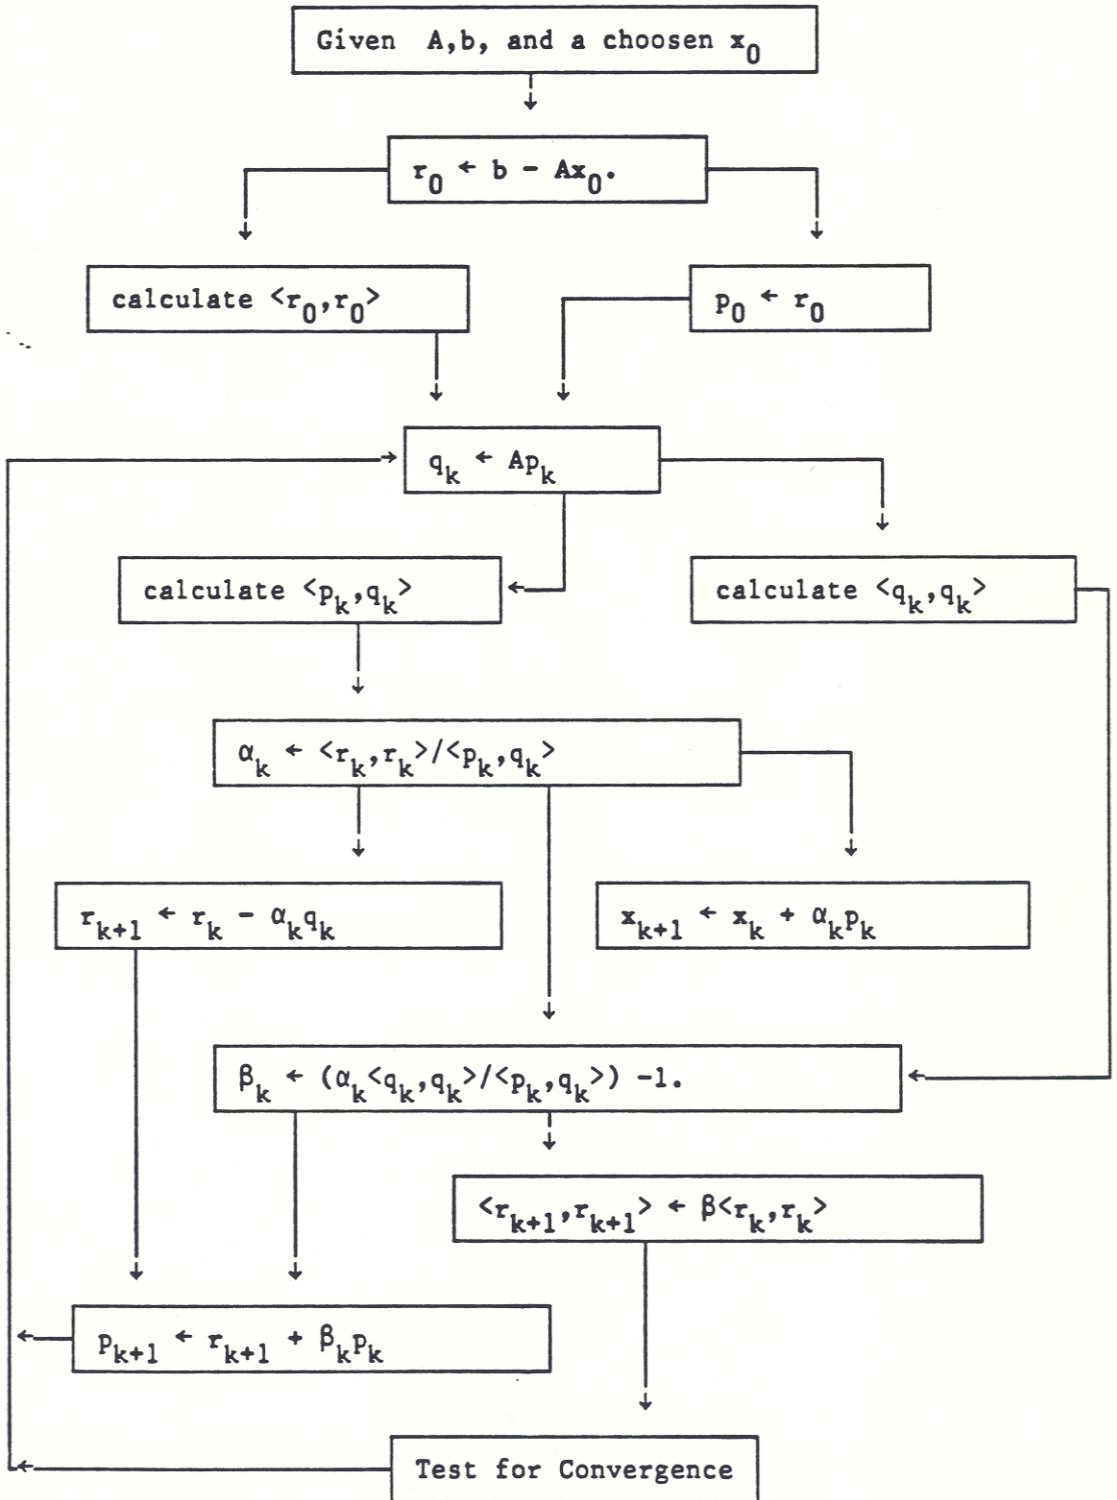 Given A,b, and a choosen x₀
r₀ ← b - Ax₀.
calculate <r₀,r₀>
p₀ ← r₀
qₖ ← Apₖ
calculate <pₖ,qₖ>
calculate <qₖ,qₖ>
αₖ ← <rₖ,rₖ>/<pₖ,qₖ>
rₖ₊₁ ← rₖ - αₖqₖ
xₖ₊₁ ← xₖ + αₖpₖ
βₖ ← (αₖ<qₖ,qₖ>/<pₖ,qₖ>) -1.
<rₖ₊₁,rₖ₊₁> ← β<rₖ,rₖ>
pₖ₊₁ ← rₖ₊₁ + βₖpₖ
Test for Convergence